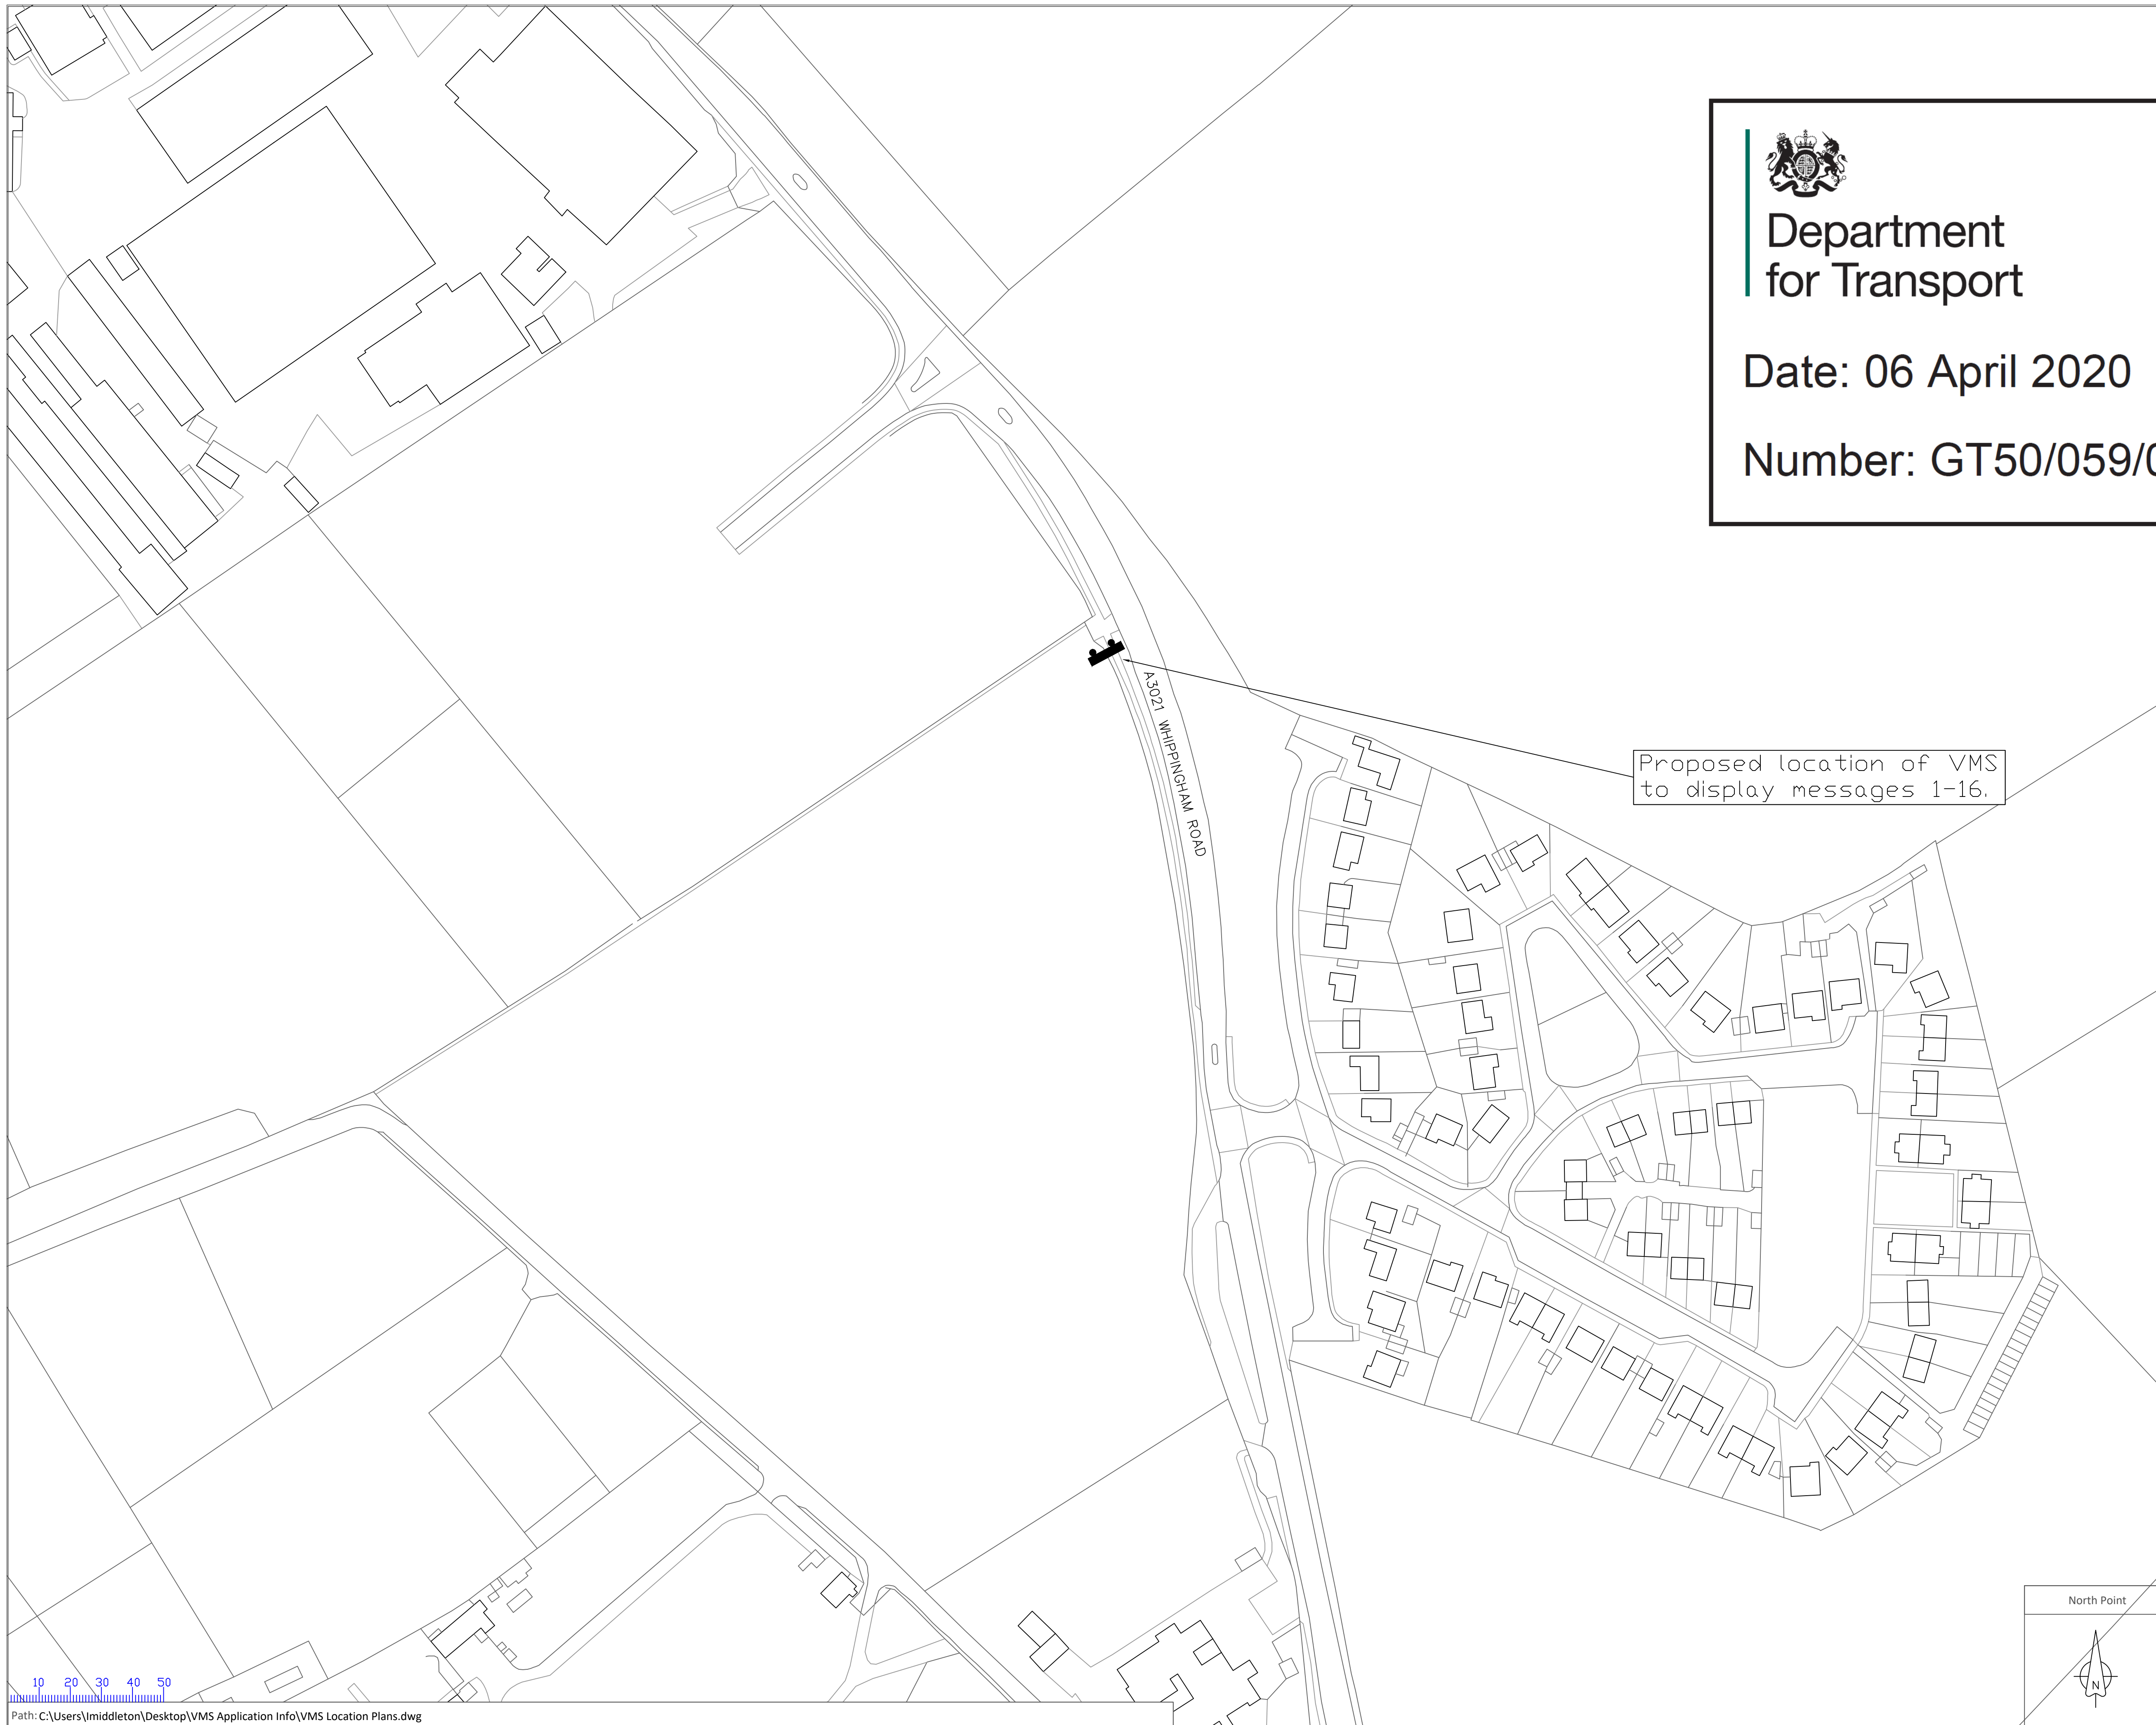 Department
for Transport
Date: 06 April 2020
Number: GT50/059/0
A3021 WHIPPINGHAM ROAD
Proposed location of VMS
to display messages 1-16.
North Point
N
10 20 30 40 50
Path: C:\Users\lmiddleton\Desktop\VMS Application Info\VMS Location Plans.dwg